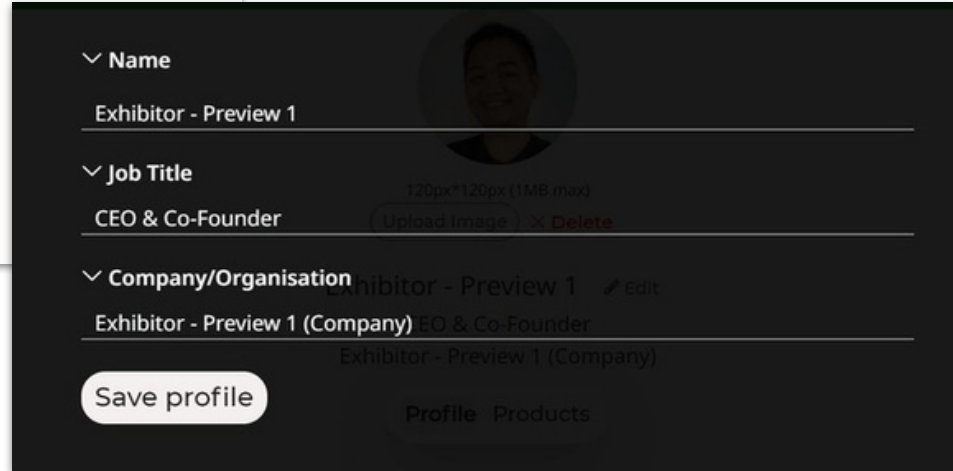 Name
Exhibitor - Preview 1
Job Title
120px*120px (1MB max)
CEO & Co-Founder
Upload Image × Delete
Company/Organisation
Exhibitor - Preview 1 Edit
Exhibitor - Preview 1 (Company)
CEO & Co-Founder
Exhibitor - Preview 1 (Company)
Save profile
Profile Products